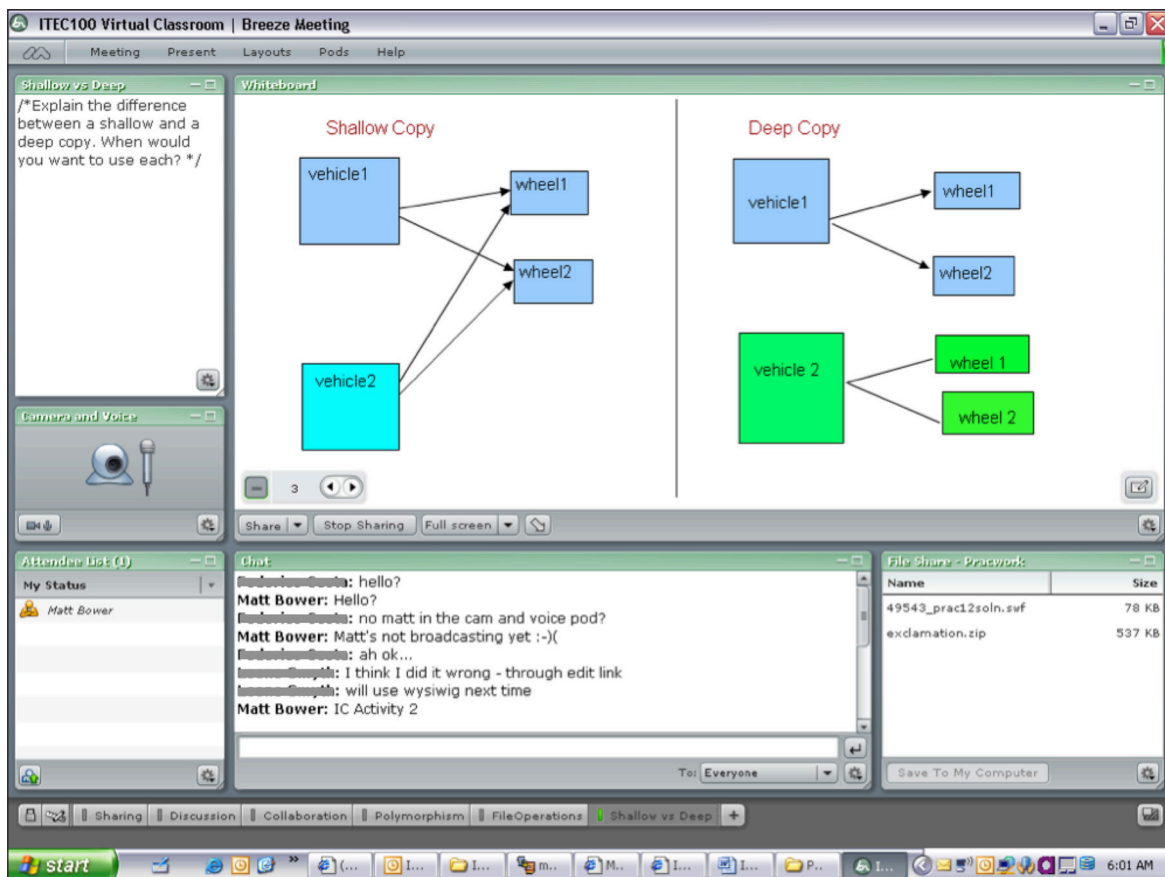 ITEC100 Virtual Classroom | Breeze Meeting
Meeting Present Layouts Pods Help
Shallow vs Deep
/*Explain the difference
between a shallow and a
deep copy. When would
you want to use each? */
Whiteboard
Shallow Copy
vehicle1
wheel1
wheel2
vehicle2
Deep Copy
vehicle1
wheel1
wheel2
vehicle 2
wheel 1
wheel 2
3
Share Stop Sharing Full screen
Camera and Voice
Attendee List (1)
My Status
Matt Bower
Chat
hello?
Matt Bower: Hello?
no matt in the cam and voice pod?
Matt Bower: Matt's not broadcasting yet :-)(
ah ok...
I think I did it wrong - through edit link
will use wysiwig next time
Matt Bower: IC Activity 2
To: Everyone
File Share - Pracwork
Name Size
49543_prac12soln.swf 78 KB
exclamation.zip 537 KB
Save To My Computer
Sharing Discussion Collaboration Polymorphism FileOperations Shallow vs Deep +
start » (... I... I... m... M... I... I... P... I... 6:01 AM